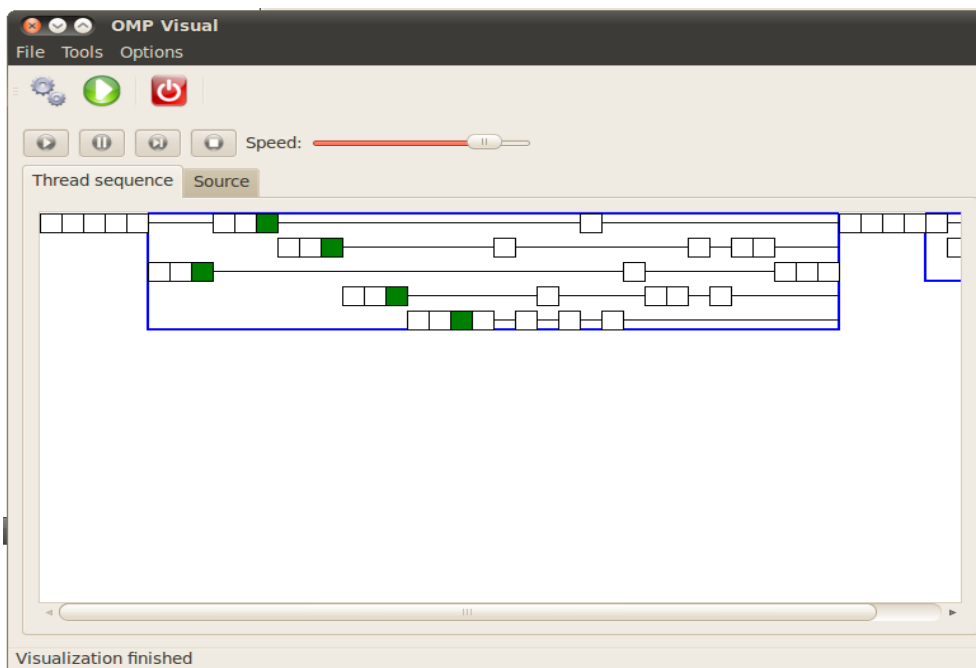 OMP Visual
File Tools Options
Speed:
Thread sequence Source
Visualization finished